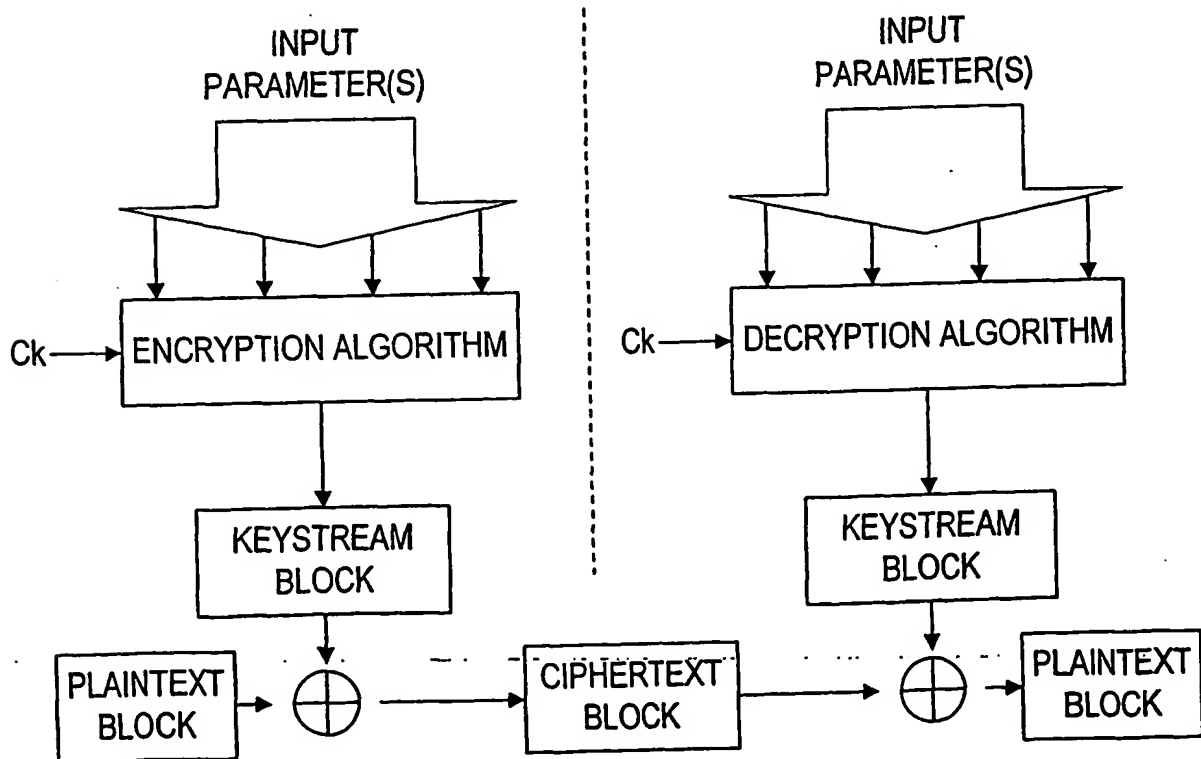 INPUT
PARAMETER(S)
Ck
ENCRYPTION ALGORITHM
KEYSTREAM
BLOCK
PLAINTEXT
BLOCK
CIPHERTEXT
BLOCK
INPUT
PARAMETER(S)
Ck
DECRYPTION ALGORITHM
KEYSTREAM
BLOCK
PLAINTEXT
BLOCK